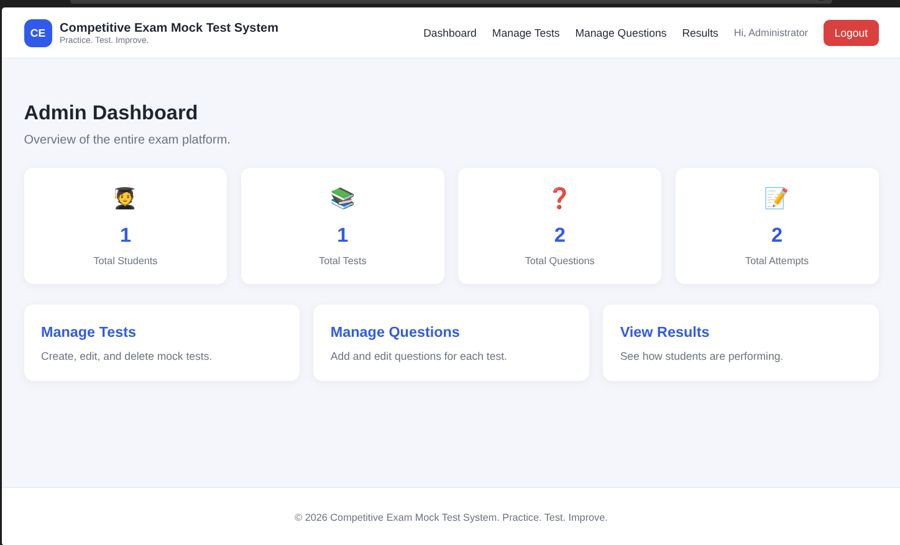 CE
Competitive Exam Mock Test System
Practice. Test. Improve.
Dashboard Manage Tests Manage Questions Results Hi, Administrator Logout
Admin Dashboard
Overview of the entire exam platform.
1
Total Students
1
Total Tests
2
Total Questions
2
Total Attempts
Manage Tests
Create, edit, and delete mock tests.
Manage Questions
Add and edit questions for each test.
View Results
See how students are performing.
© 2026 Competitive Exam Mock Test System. Practice. Test. Improve.